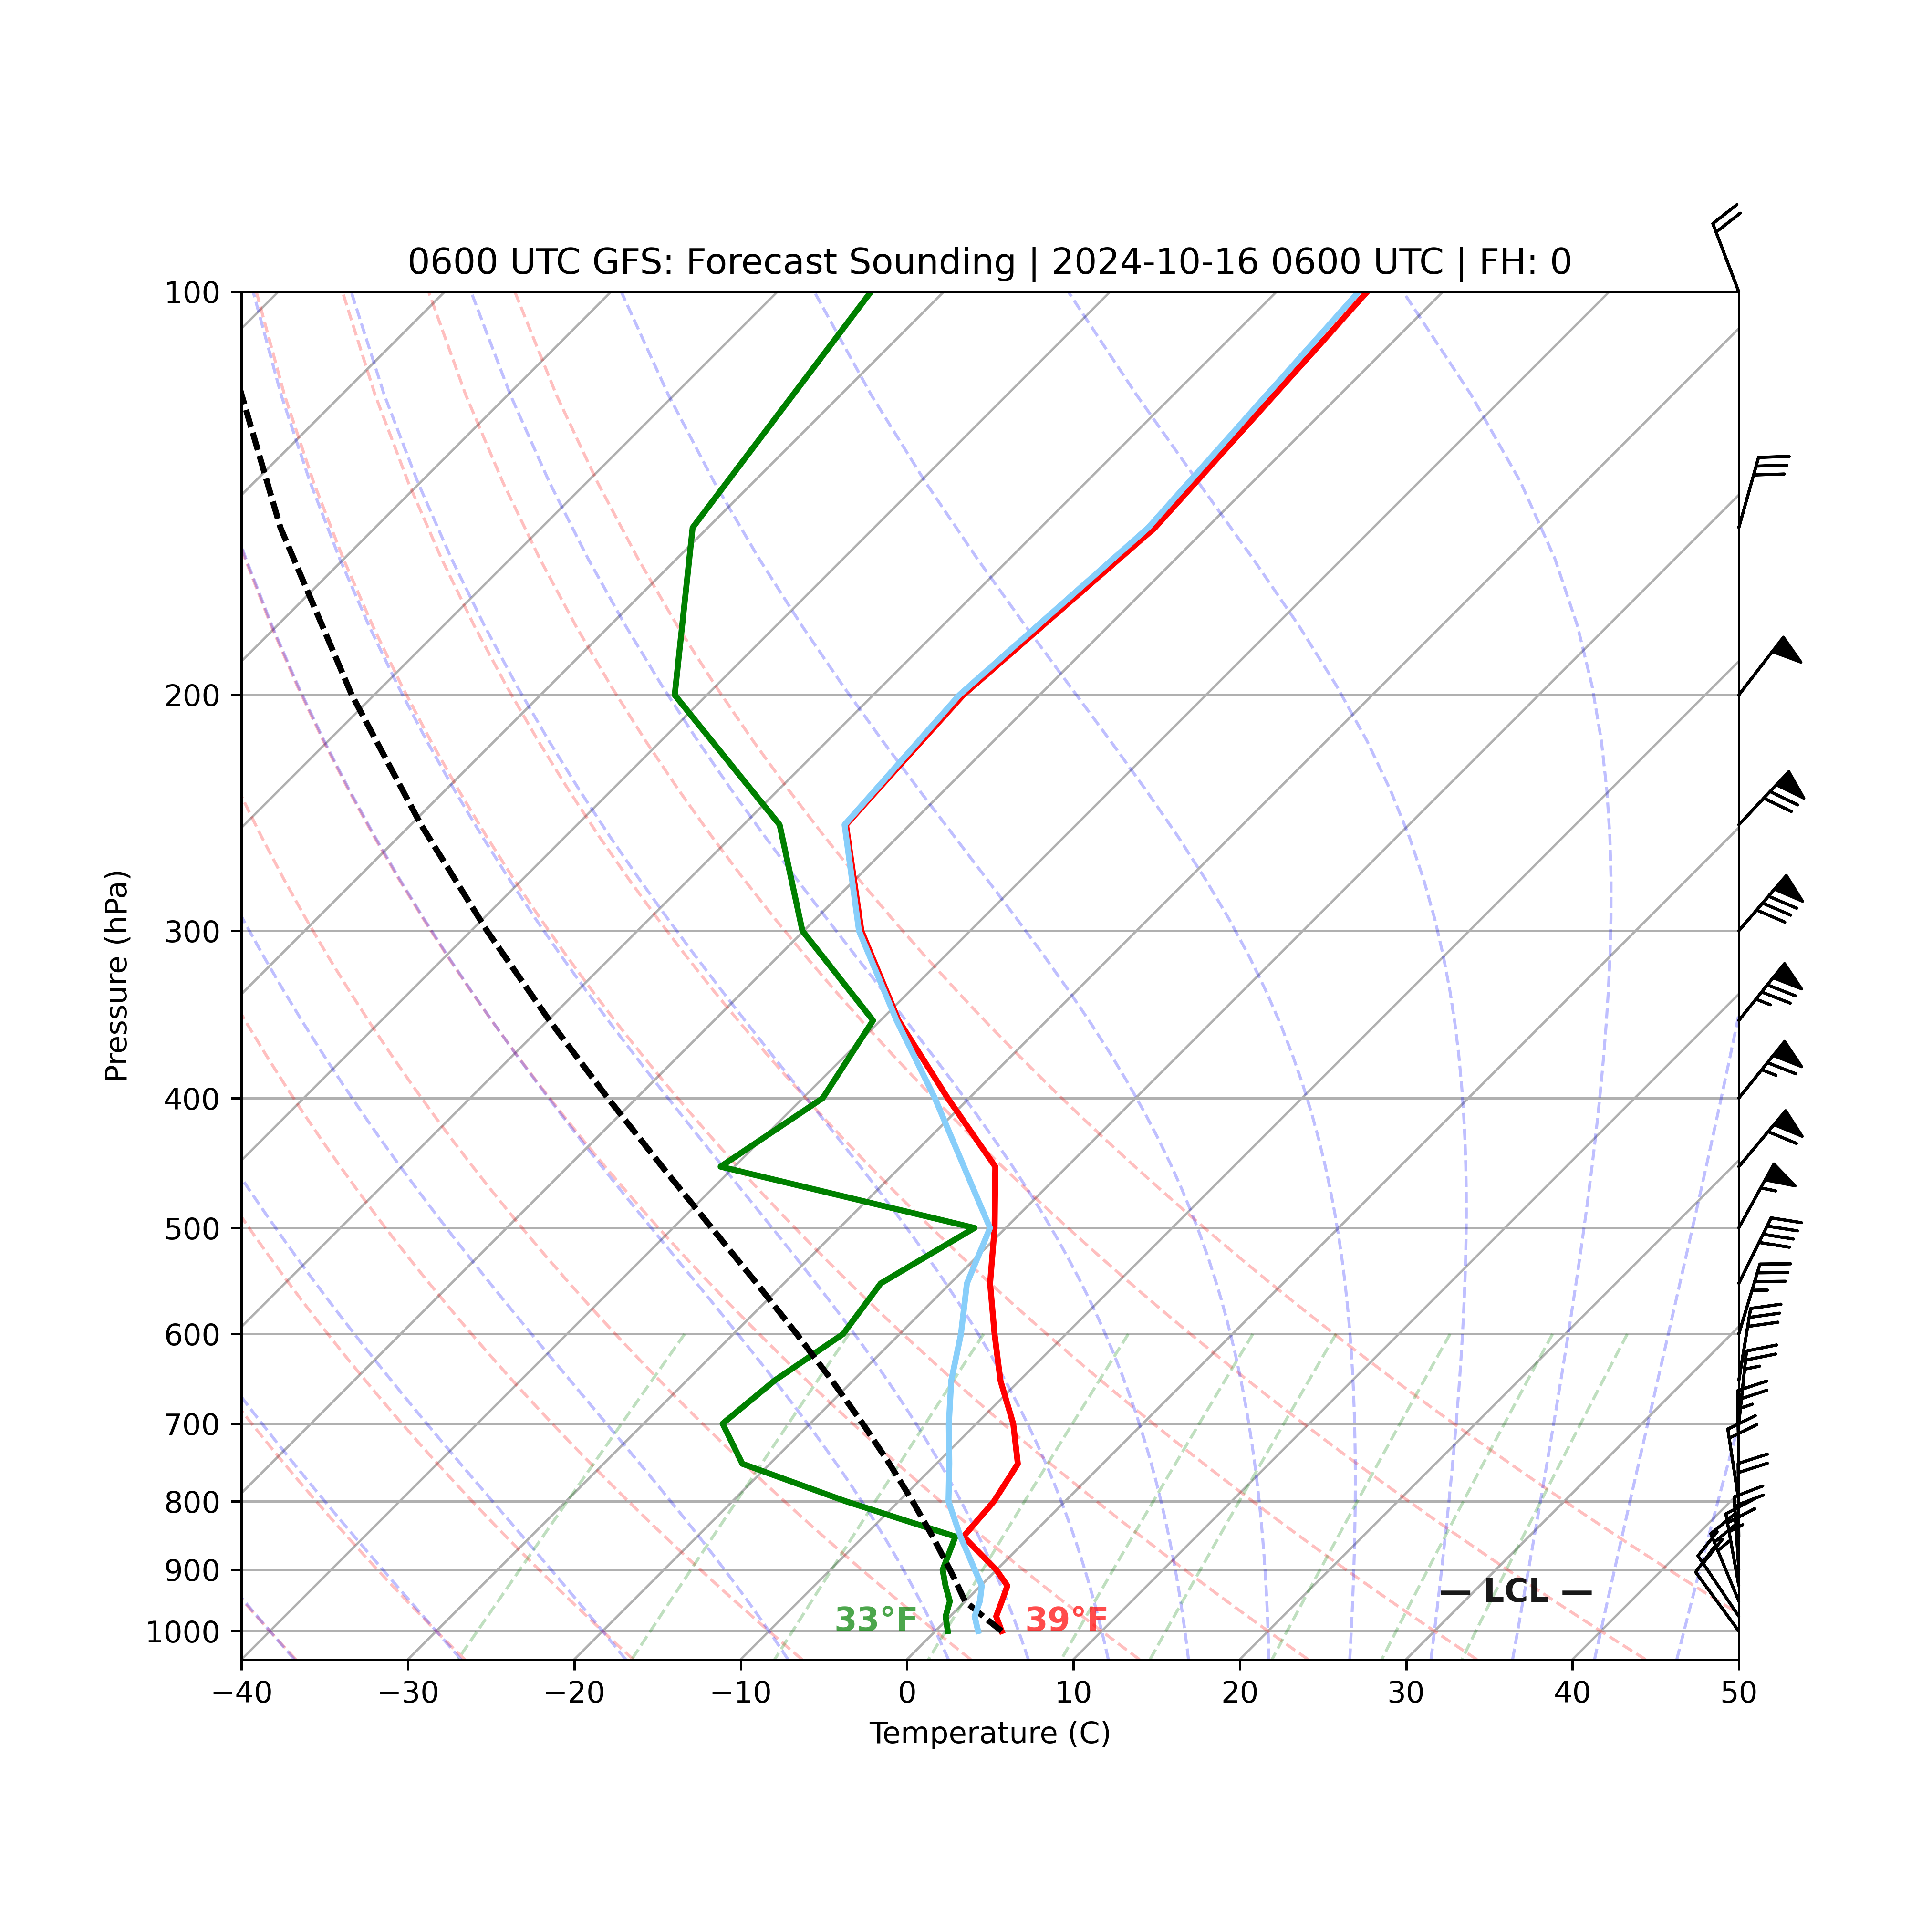 0600 UTC GFS: Forecast Sounding | 2024-10-16 0600 UTC | FH: 0
100
200
300
400
500
600
700
800
900
1000
Pressure (hPa)
— LCL —
33°F
39°F
−40 −30 −20 −10 0 10 20 30 40 50
Temperature (C)